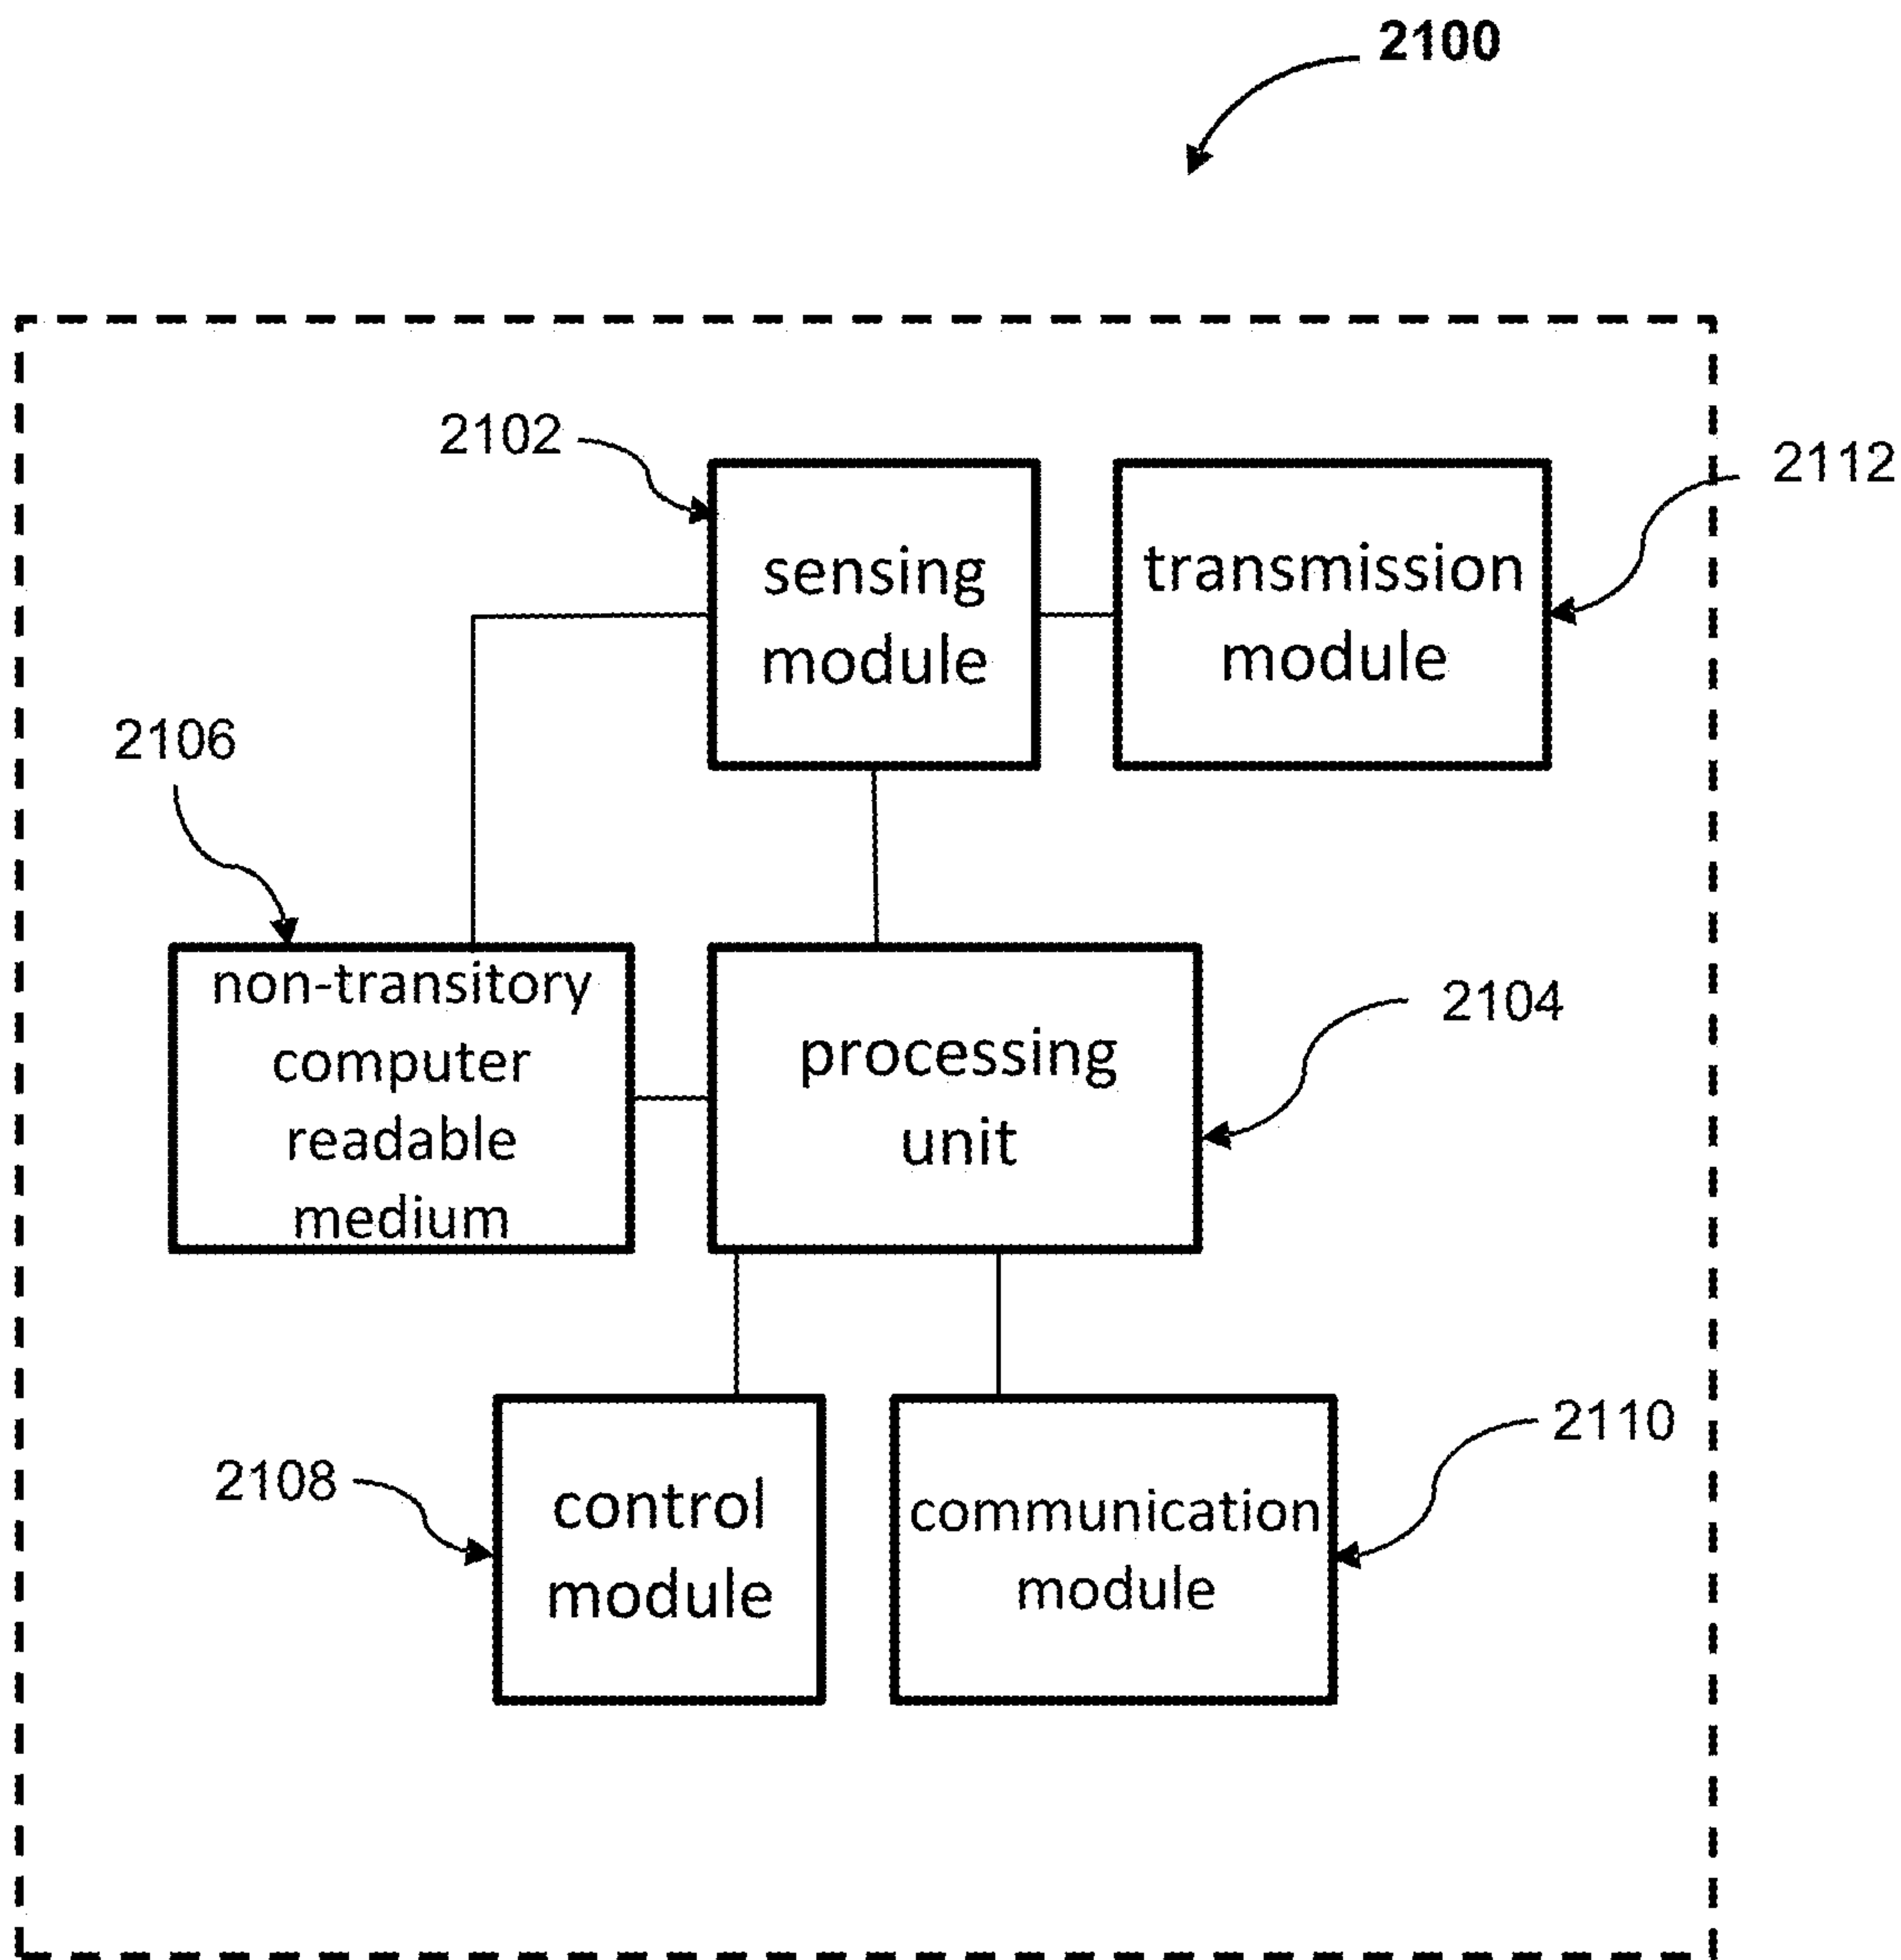 2100
2102
2112
sensing
module
transmission
module
2106
non-transitory
computer
readable
medium
processing
unit
2104
2108
control
module
communication
module
2110